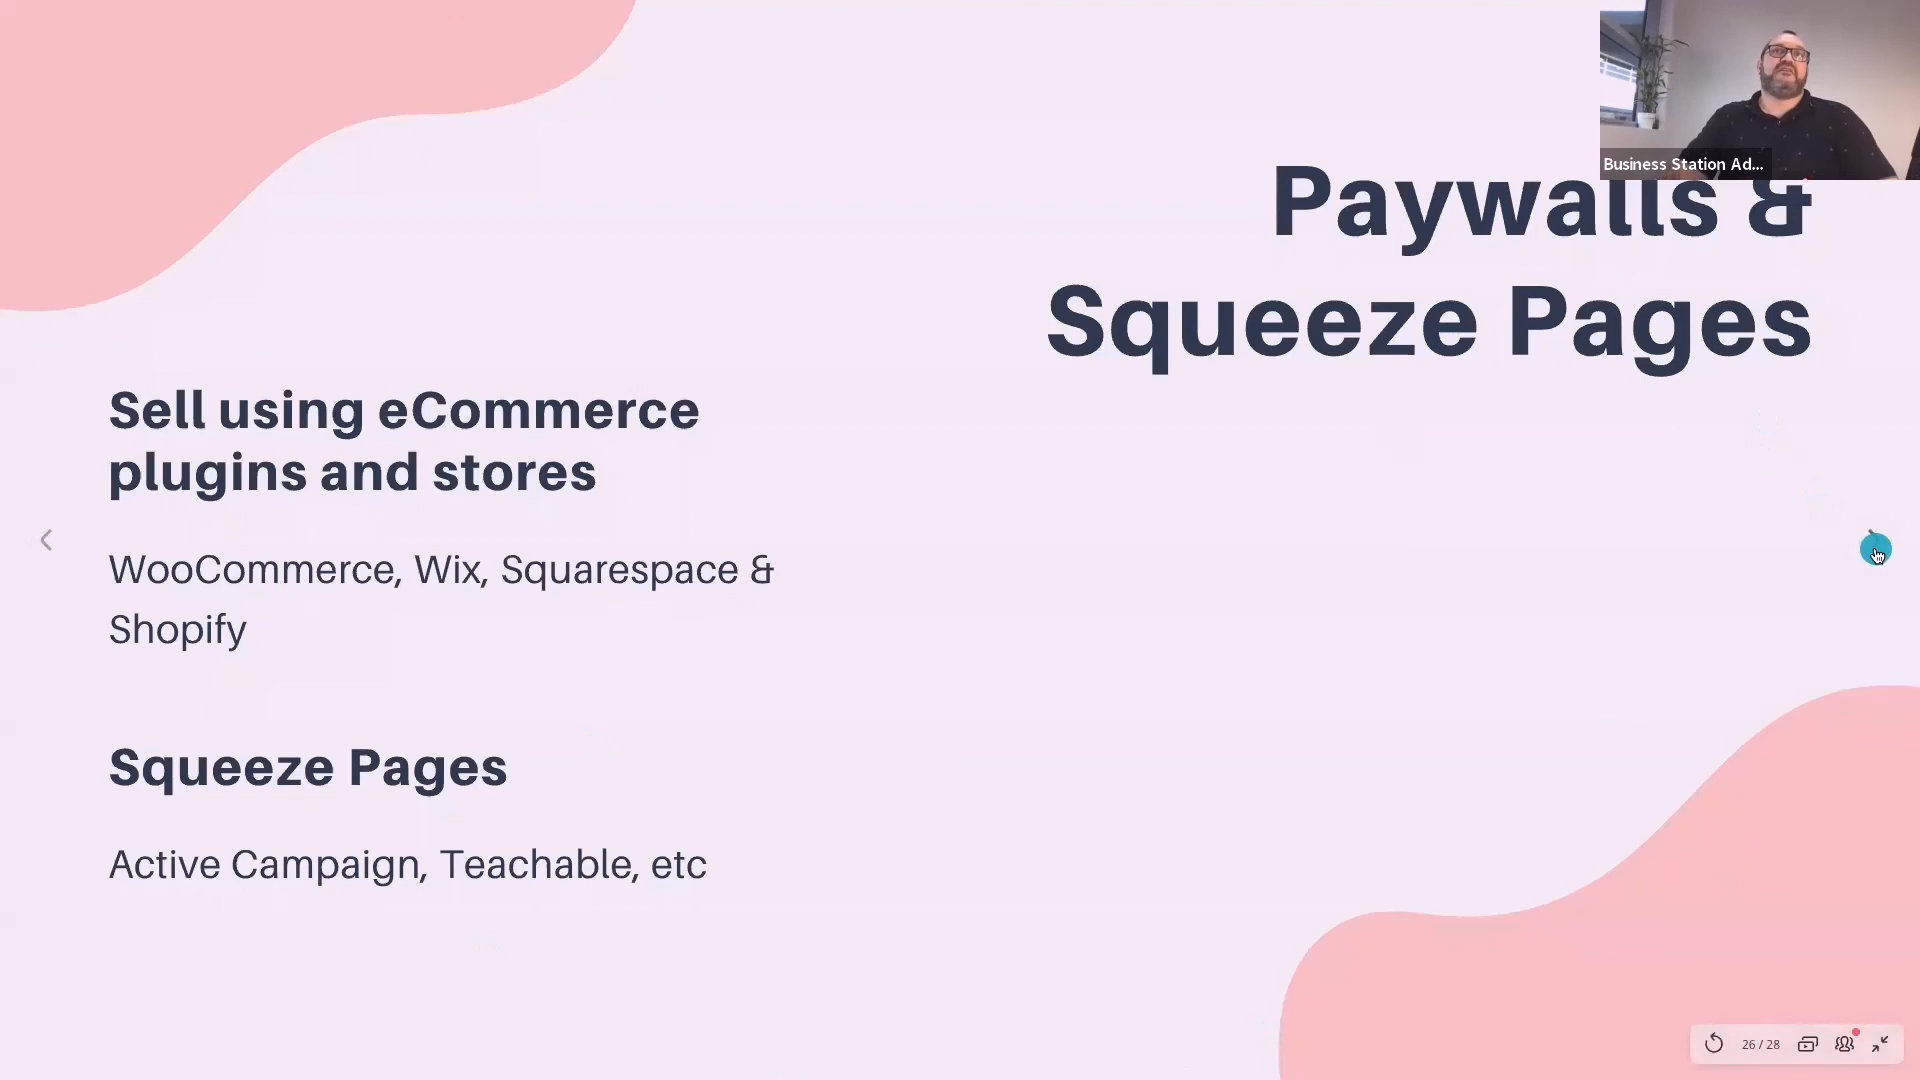 Business Station Ad...
Paywalls &
Squeeze Pages
Sell using eCommerce
plugins and stores
WooCommerce, Wix, Squarespace &
Shopify
Squeeze Pages
Active Campaign, Teachable, etc
26 / 28